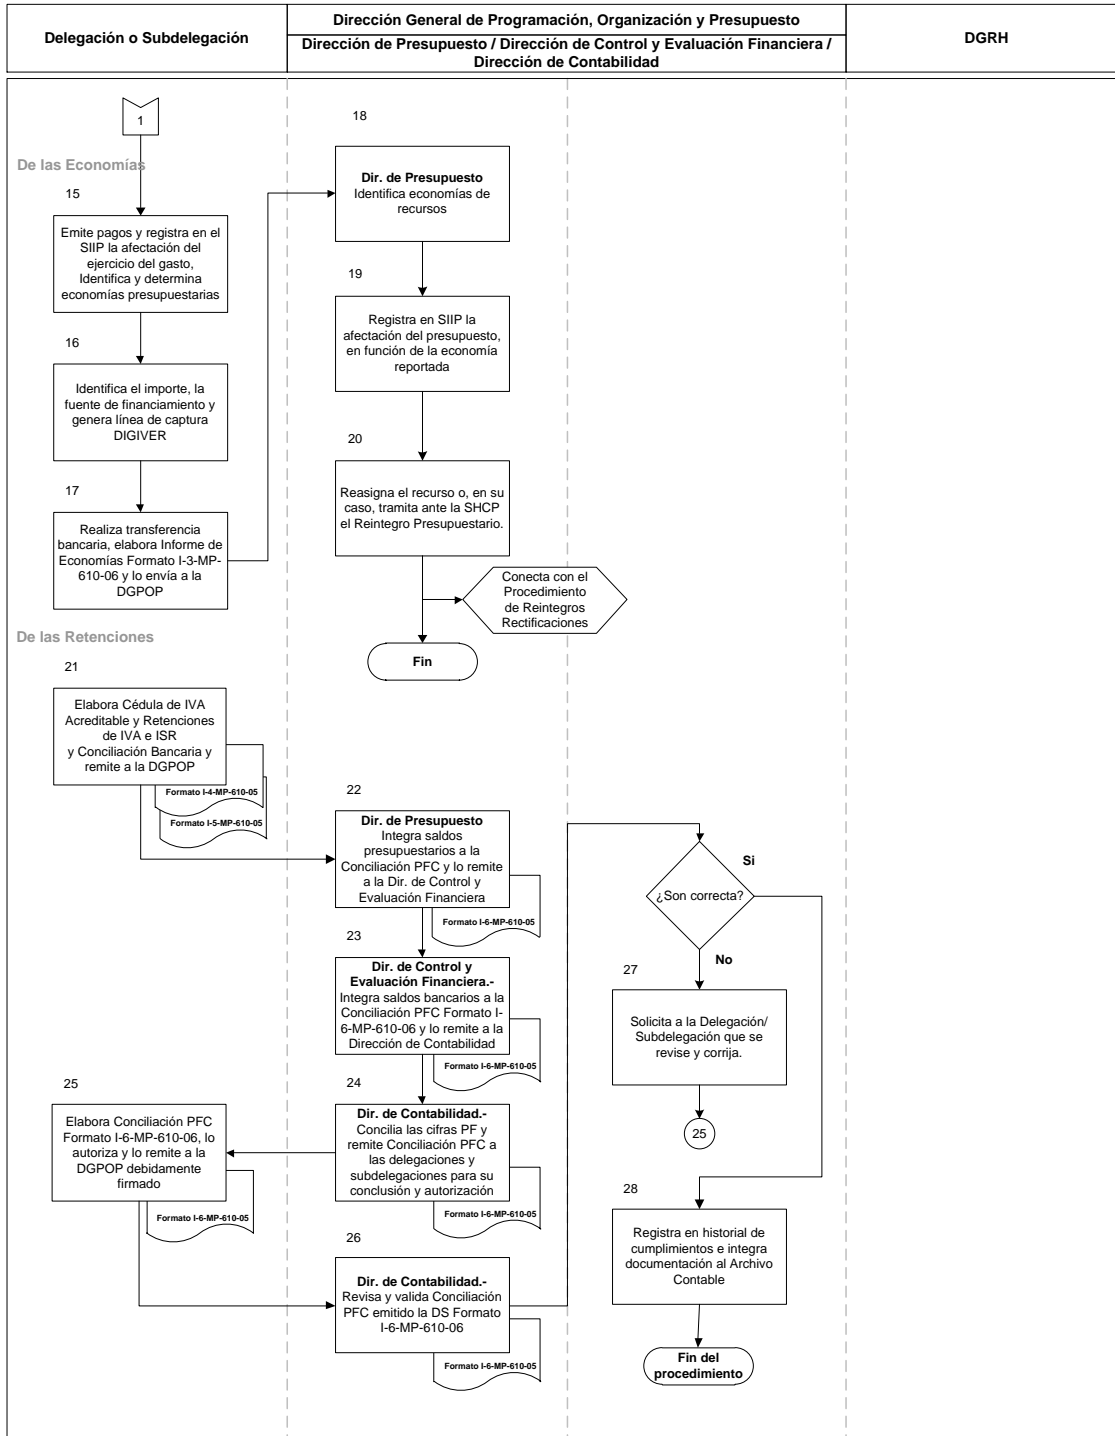 Delegación o Subdelegación
Dirección General de Programación, Organización y Presupuesto
Dirección de Presupuesto / Dirección de Control y Evaluación Financiera /
Dirección de Contabilidad
DGRH
1
De las Economías
15
Emite pagos y registra en el
SIIP la afectación del
ejercicio del gasto,
Identifica y determina
economías presupuestarias
16
Identifica el importe, la
fuente de financiamiento y
genera línea de captura
DIGIVER
17
Realiza transferencia
bancaria, elabora Informe de
Economías Formato I-3-MP-
610-06 y lo envía a la
DGPOP
18
Dir. de Presupuesto
Identifica economías de
recursos
19
Registra en SIIP la
afectación del presupuesto,
en función de la economía
reportada
20
Reasigna el recurso o, en su
caso, tramita ante la SHCP
el Reintegro Presupuestario.
Conecta con el
Procedimiento
de Reintegros
Rectificaciones
Fin
De las Retenciones
21
Elabora Cédula de IVA
Acreditable y Retenciones
de IVA e ISR
y Conciliación Bancaria y
remite a la DGPOP
Formato I-4-MP-610-05
Formato I-5-MP-610-05
22
Dir. de Presupuesto
Integra saldos
presupuestarios a la
Conciliación PFC y lo remite
a la Dir. de Control y
Evaluación Financiera
Formato I-6-MP-610-05
23
Dir. de Control y
Evaluación Financiera.-
Integra saldos bancarios a la
Conciliación PFC Formato I-
6-MP-610-06 y lo remite a la
Dirección de Contabilidad
Formato I-6-MP-610-05
24
Dir. de Contabilidad.-
Concilia las cifras PF y
remite Conciliación PFC a
las delegaciones y
subdelegaciones para su
conclusión y autorización
Formato I-6-MP-610-05
25
Elabora Conciliación PFC
Formato I-6-MP-610-06, lo
autoriza y lo remite a la
DGPOP debidamente
firmado
Formato I-6-MP-610-05
26
Dir. de Contabilidad.-
Revisa y valida Conciliación
PFC emitido la DS Formato
I-6-MP-610-06
Formato I-6-MP-610-05
¿Son correcta?
Si
No
27
Solicita a la Delegación/
Subdelegación que se
revise y corrija.
25
28
Registra en historial de
cumplimientos e integra
documentación al Archivo
Contable
Fin del
procedimiento